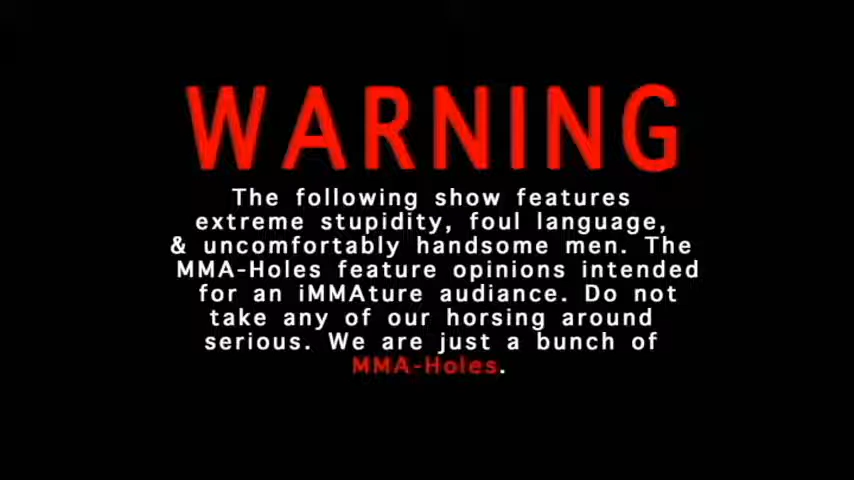 WARNING
The following show features
extreme stupidity, foul language,
& uncomfortably handsome men. The
MMA-Holes feature opinions intended
for an iMMAture audiance. Do not
take any of our horsing around
serious. We are just a bunch of
MMA-Holes.